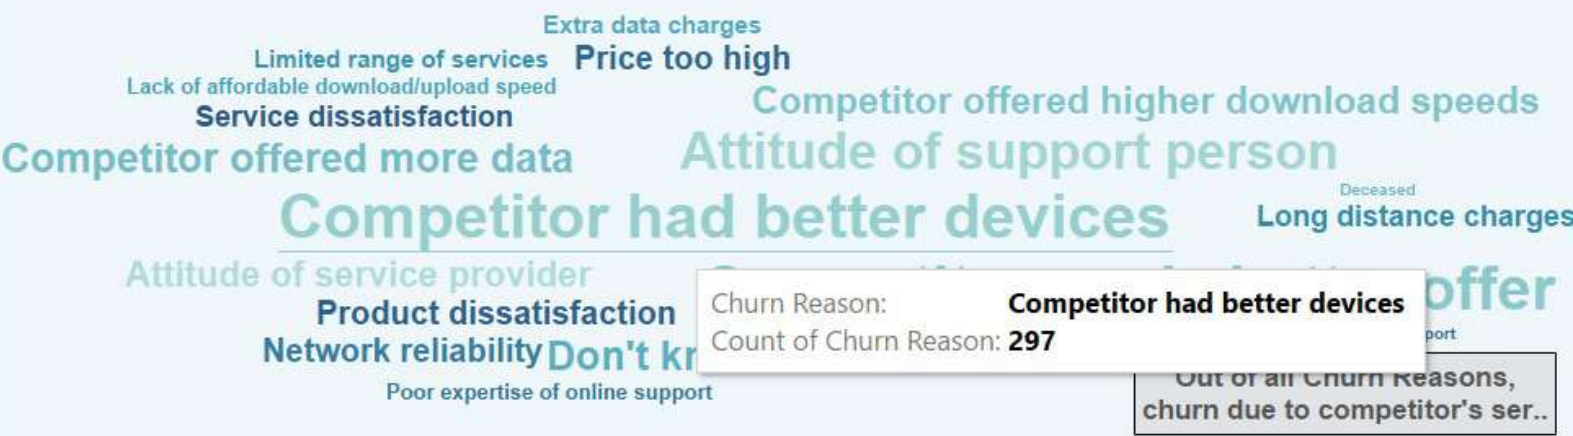 Extra data charges
Limited range of services Price too high
Lack of affordable download/upload speed
Competitor offered higher download speeds
Service dissatisfaction
Competitor offered more data
Attitude of support person
Deceased
Competitor had better devices
Long distance charges
Attitude of service provider
offer
Product dissatisfaction
Churn Reason: Competitor had better devices
Count of Churn Reason: 297
Network reliability Don't
Poor expertise of online support
Out of all Churn Reasons,
churn due to competitor's ser..